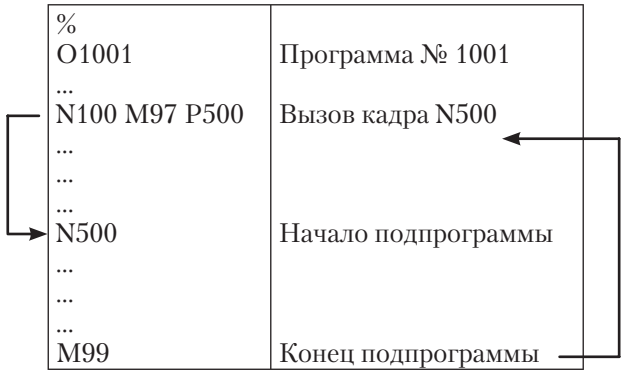 %
O1001 Программа № 1001
...
N100 M97 P500 Вызов кадра N500
...
...
...
N500 Начало подпрограммы
...
...
...
M99 Конец подпрограммы